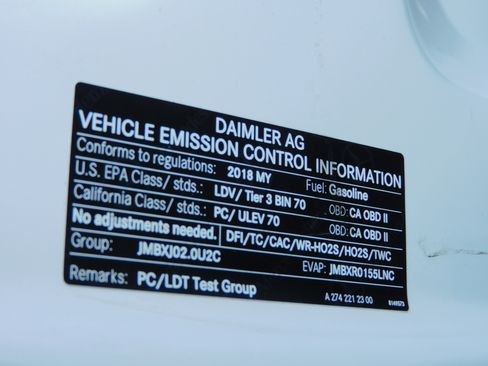 DAIMLER AG
VEHICLE EMISSION CONTROL INFORMATION
Conforms to regulations: 2018 MY Fuel: Gasoline
U.S. EPA Class/ stds.: LDV/ Tier 3 BIN 70 OBD: CA OBD II
California Class/ stds.: PC/ ULEV 70 OBD: CA OBD II
No adjustments needed. DFI/TC/CAC/WR-HO2S/HO2S/TWC
Group: JMBXJ02.0U2C EVAP: JMBXR0155LNC
Remarks: PC/LDT Test Group A 274 221 23 00